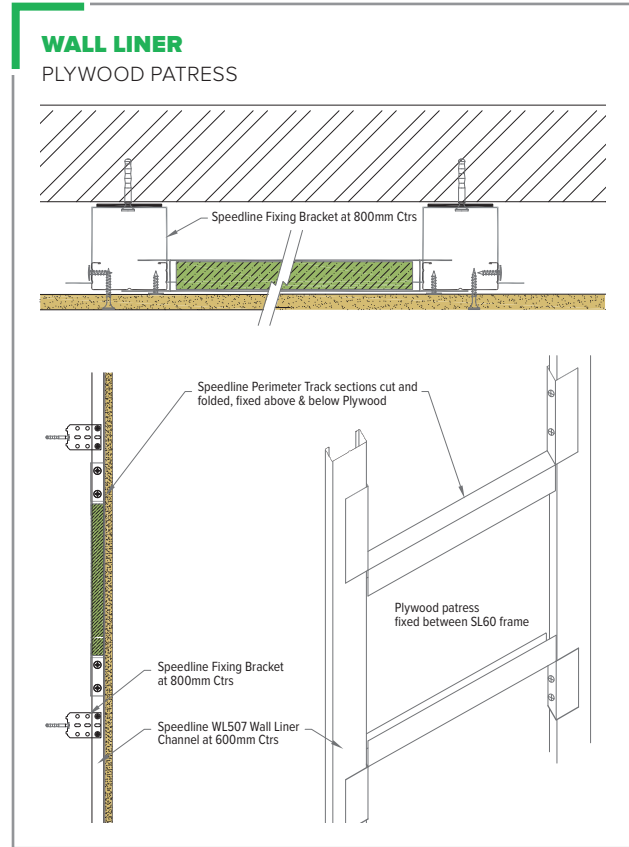 WALL LINER
PLYWOOD PATRESS
Speedline Fixing Bracket at 800mm Ctrs
Speedline Perimeter Track sections cut and
folded, fixed above & below Plywood
Plywood patress
fixed between SL60 frame
Speedline Fixing Bracket
at 800mm Ctrs
Speedline WL507 Wall Liner
Channel at 600mm Ctrs